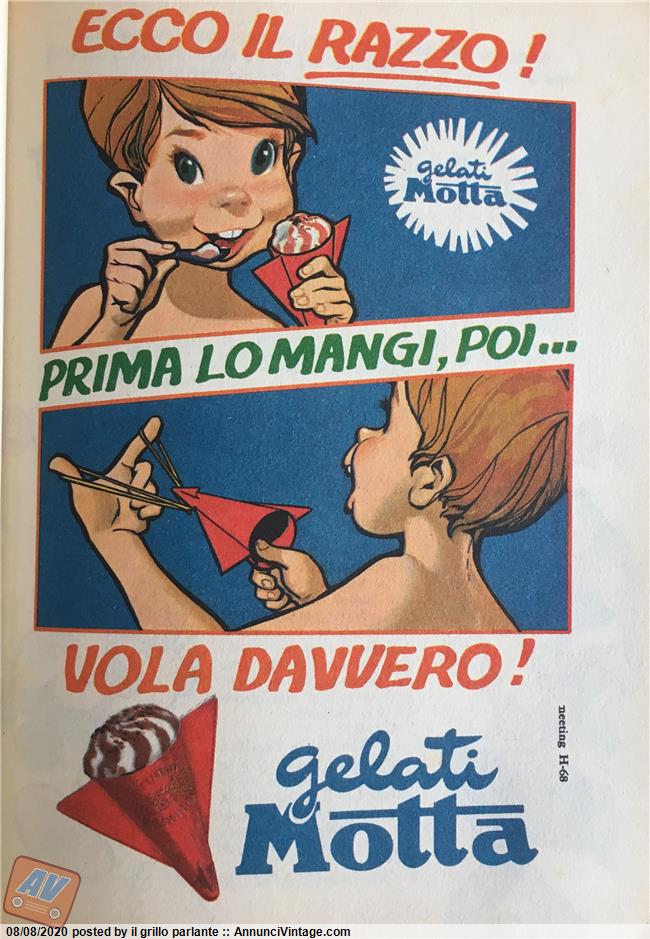 ECCO IL RAZZO!
gelati
Motta
PRIMA LO MANGI, POI...
VOLA DAVVERO!
gelati
Motta
neeting H-68
AV
08/08/2020 posted by il grillo parlante :: AnnunciVintage.com